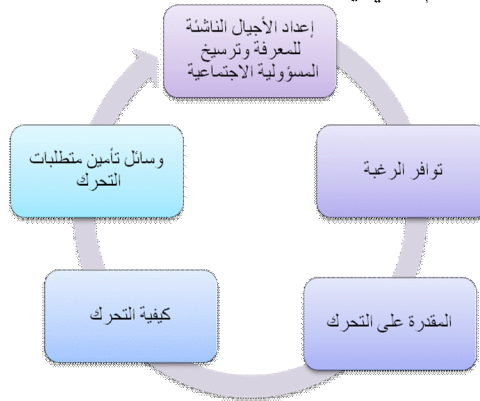 إعداد الأجيال الناشئة
للمعرفة وترسيخ
المسؤولية الاجتماعية
توافر الرغبة
المقدرة على التحرك
كيفية التحرك
وسائل تأمين متطلبات
التحرك